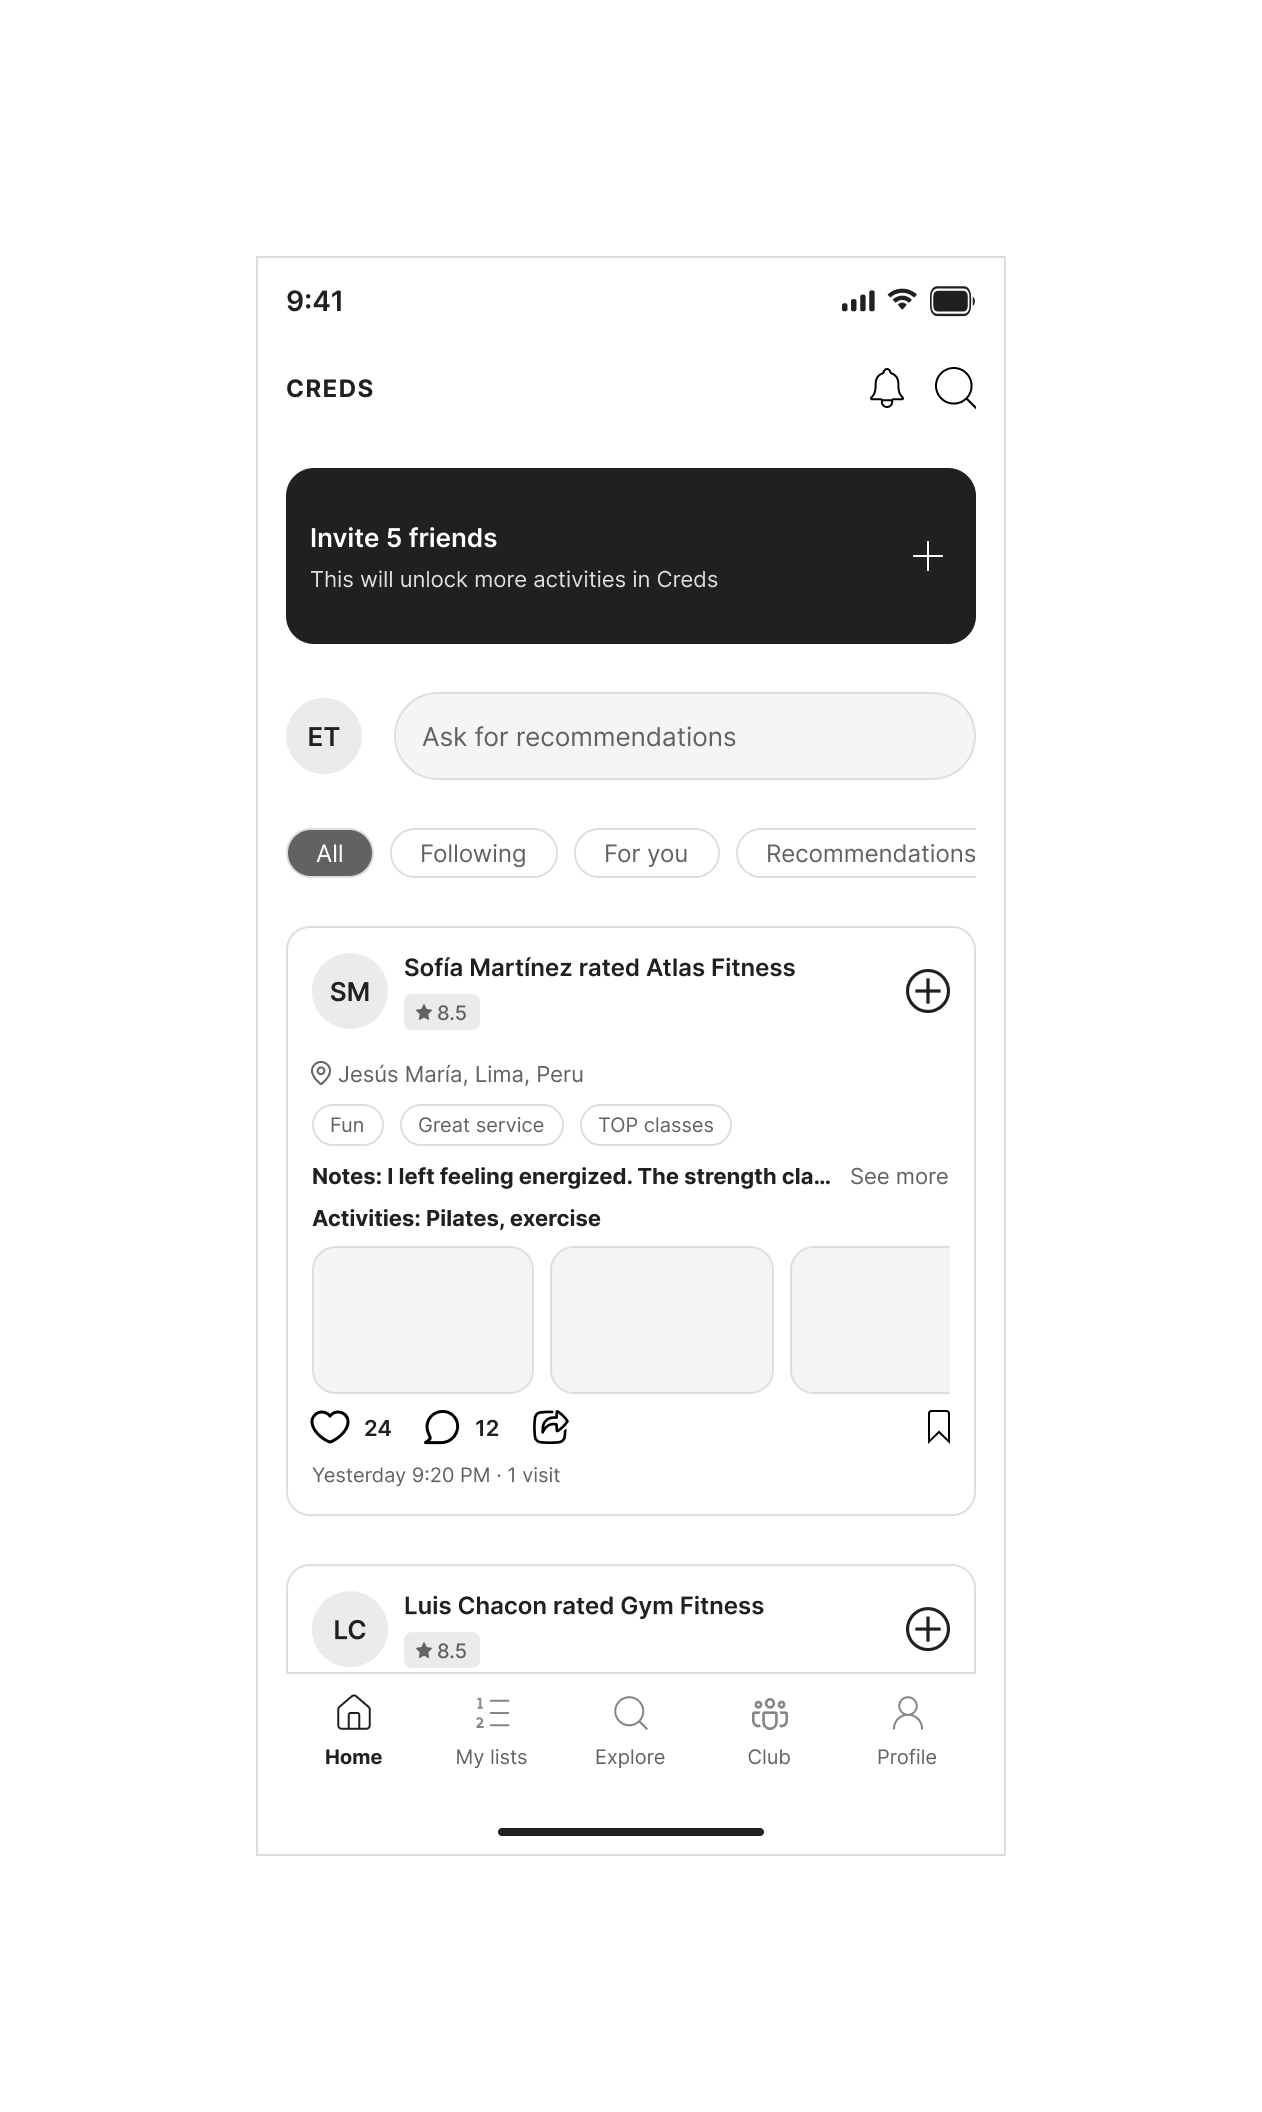 9:41
CREDS
Invite 5 friends
This will unlock more activities in Creds
ET
Ask for recommendations
All Following For you Recommendations
SM
Sofía Martínez rated Atlas Fitness
8.5
Jesús María, Lima, Peru
Fun Great service TOP classes
Notes: I left feeling energized. The strength cla... See more
Activities: Pilates, exercise
24 12
Yesterday 9:20 PM · 1 visit
LC
Luis Chacon rated Gym Fitness
8.5
1
2
Home My lists Explore Club Profile